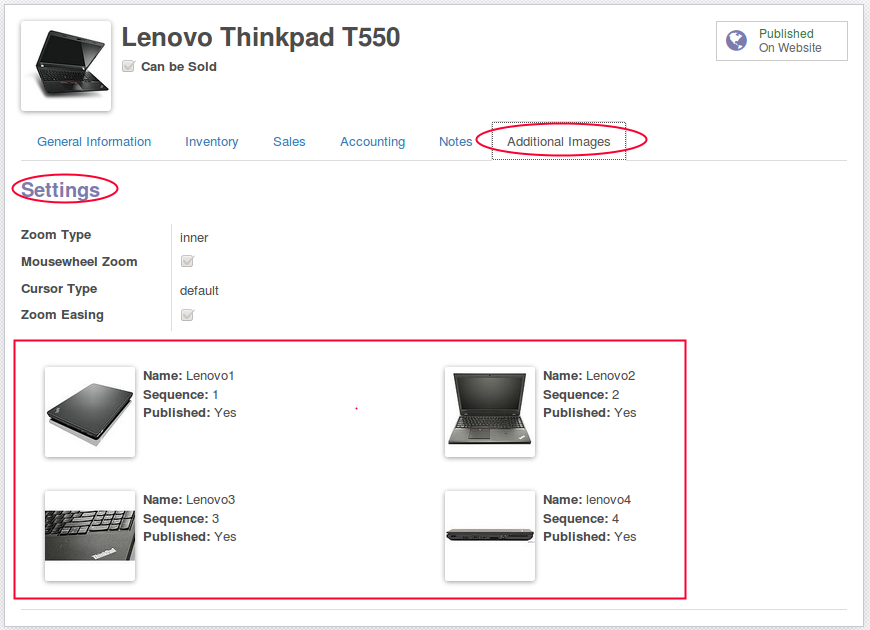 Lenovo Thinkpad T550
Can be Sold
Published
On Website
General Information
Inventory
Sales
Accounting
Notes
Additional Images
Settings
Zoom Type
inner
Mousewheel Zoom
Cursor Type
default
Zoom Easing
Name: Lenovo1
Sequence: 1
Published: Yes
Name: Lenovo2
Sequence: 2
Published: Yes
Name: Lenovo3
Sequence: 3
Published: Yes
ThinkPad
Name: lenovo4
Sequence: 4
Published: Yes